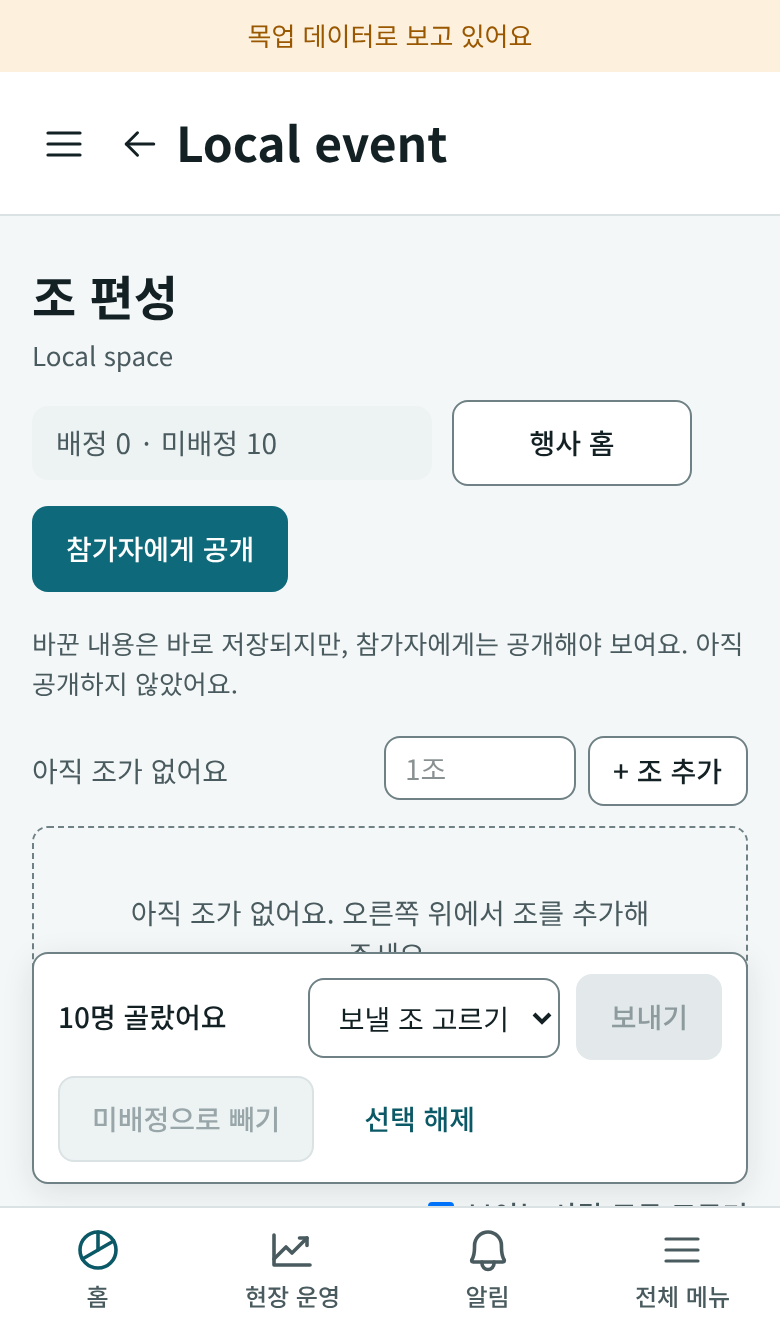 목업 데이터로 보고 있어요
Local event
조 편성
Local space
배정 0 · 미배정 10
행사 홈
참가자에게 공개
바꾼 내용은 바로 저장되지만, 참가자에게는 공개해야 보여요. 아직
공개하지 않았어요.
아직 조가 없어요
1조
+ 조 추가
아직 조가 없어요. 오른쪽 위에서 조를 추가해
10명 골랐어요
보낼 조 고르기
보내기
미배정으로 빼기
선택 해제
홈
현장 운영
알림
전체 메뉴